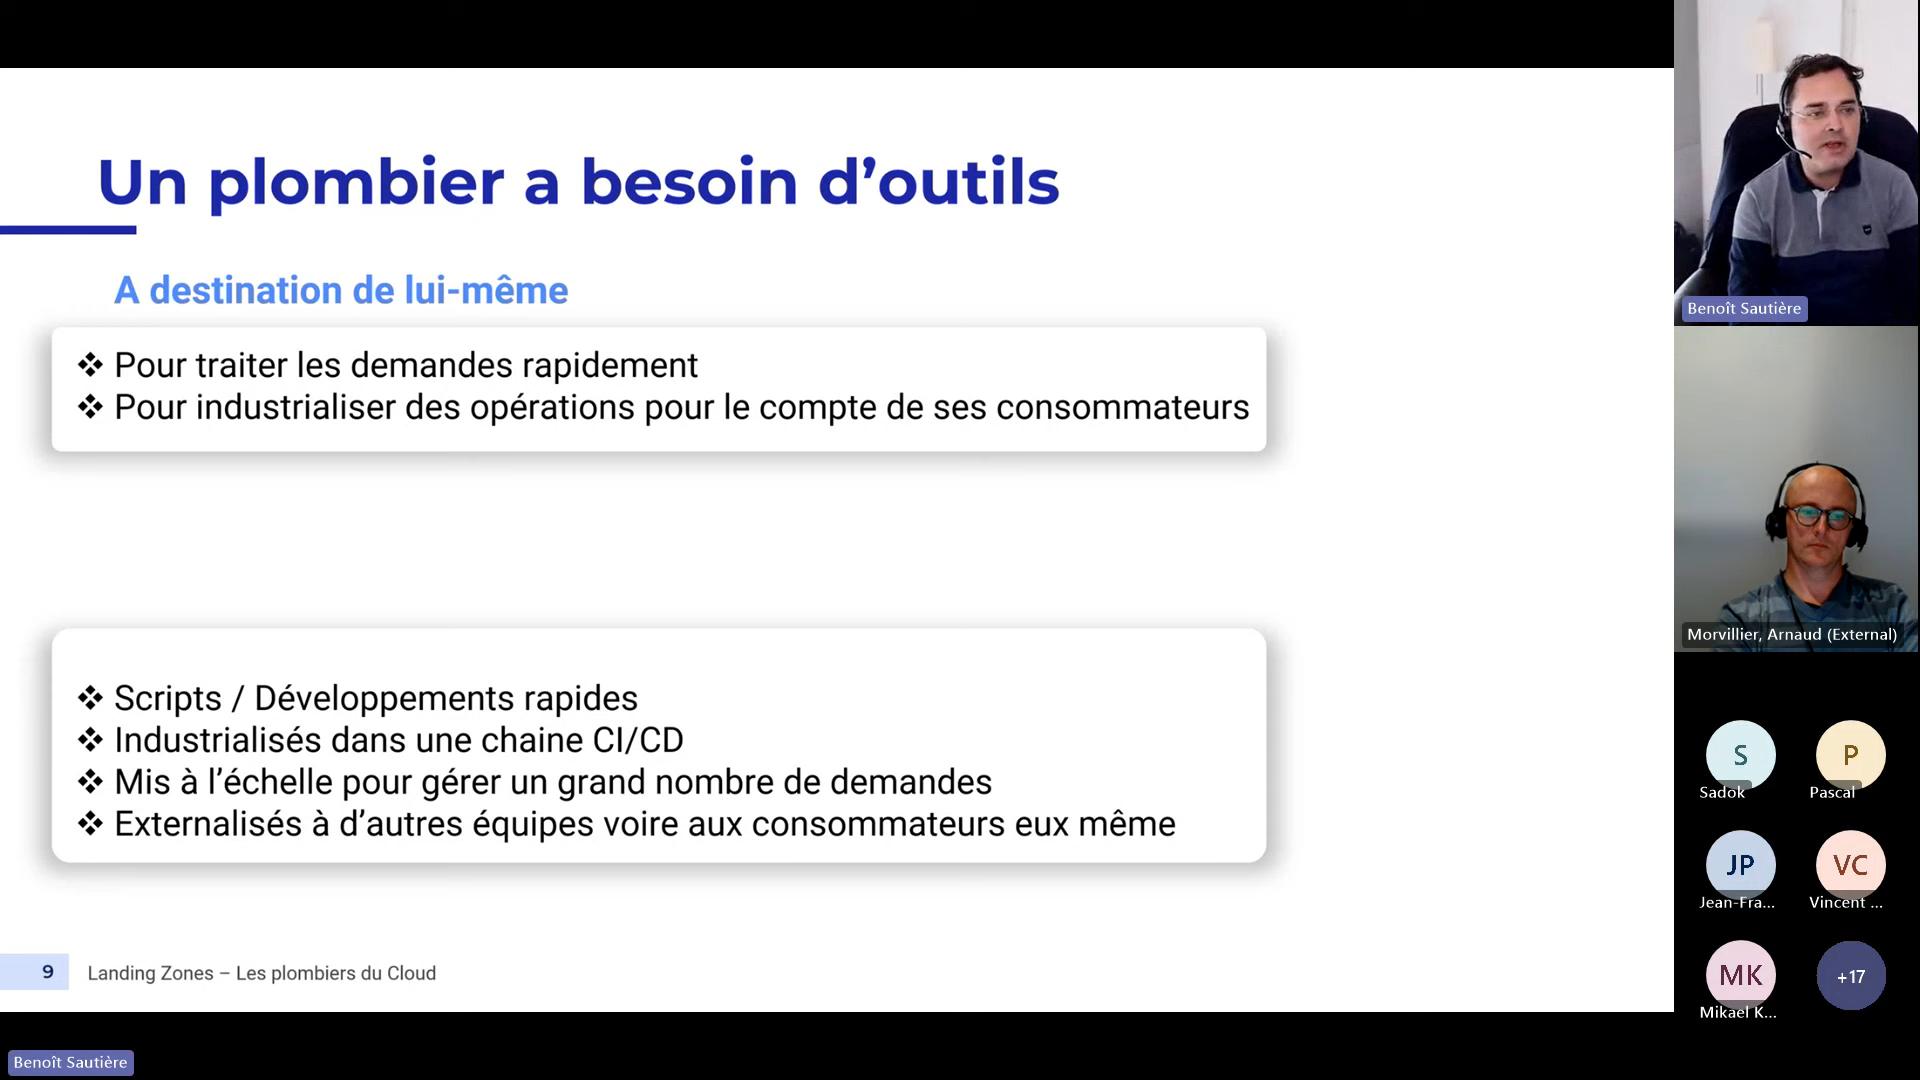 Un plombier a besoin d’outils
A destination de lui-même
❖ Pour traiter les demandes rapidement
❖ Pour industrialiser des opérations pour le compte de ses consommateurs
❖ Scripts / Développements rapides
❖ Industrialisés dans une chaine CI/CD
❖ Mis à l’échelle pour gérer un grand nombre de demandes
❖ Externalisés à d’autres équipes voire aux consommateurs eux même
9 Landing Zones – Les plombiers du Cloud
Benoît Sautière
Benoît Sautière
Morvillier, Arnaud (External)
S P
Sadok Pascal
JP VC
Jean-Fra... Vincent ...
MK +17
Mikael K...